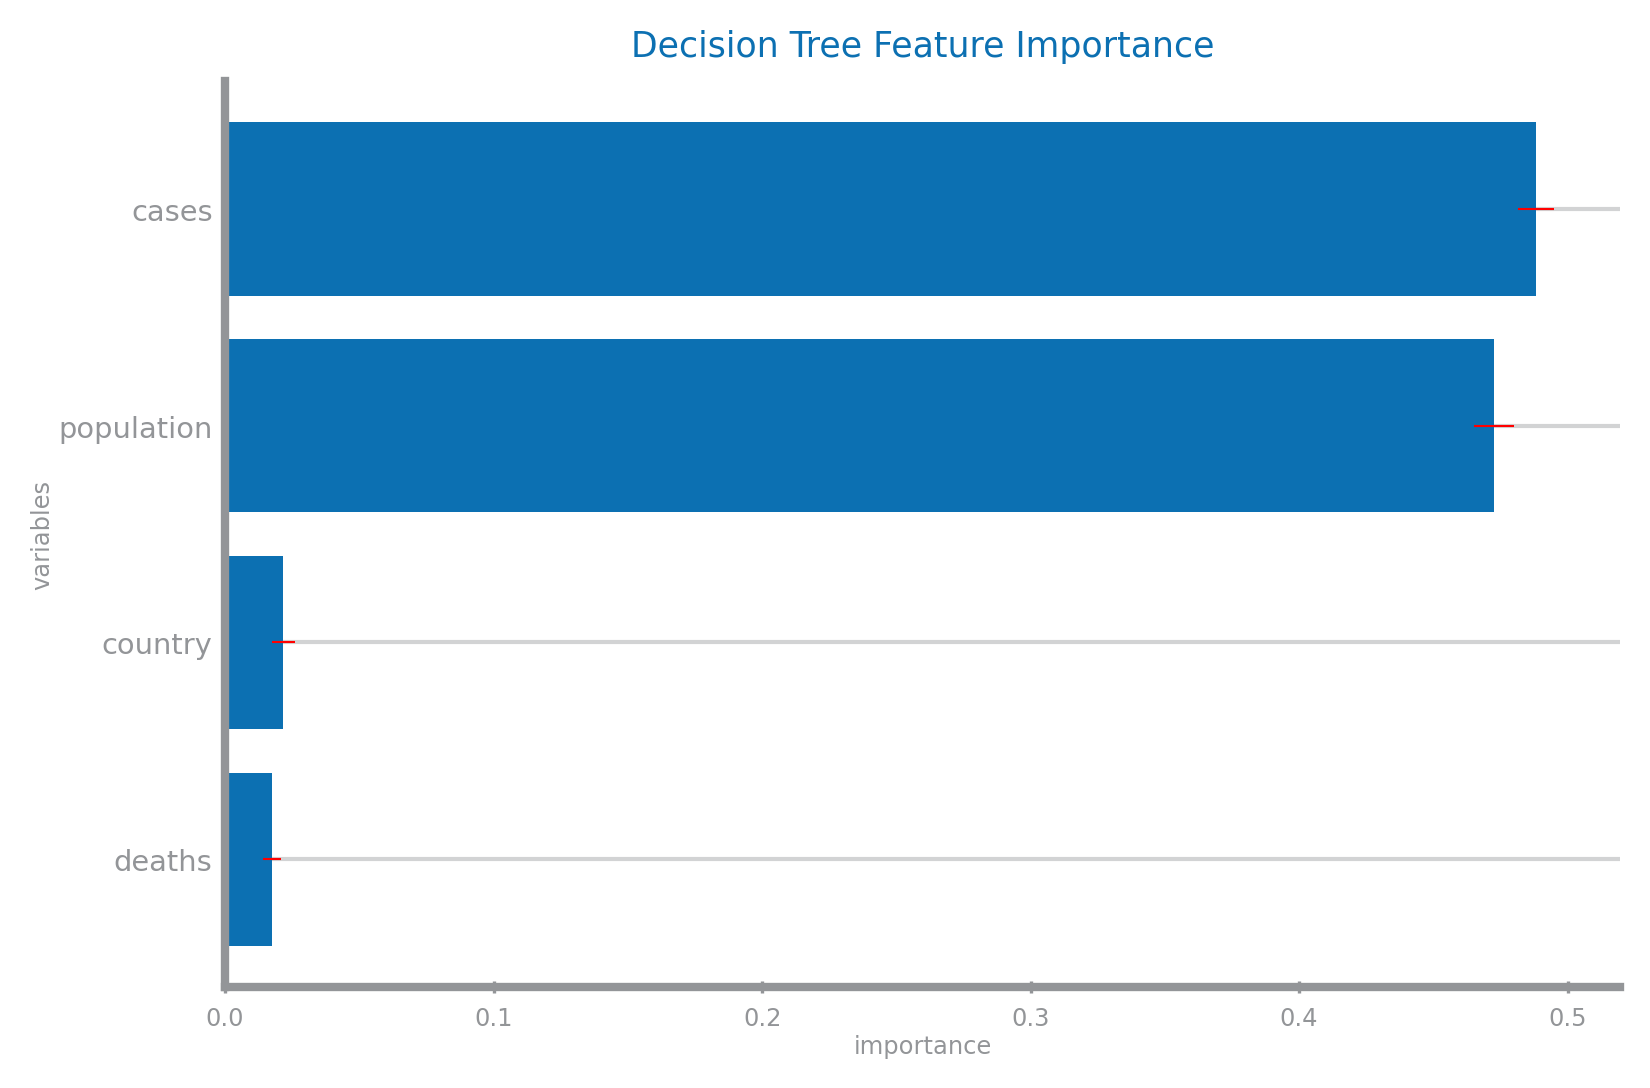 Decision Tree Feature Importance
cases
population
country
deaths
variables
0.0 0.1 0.2 0.3 0.4 0.5
importance